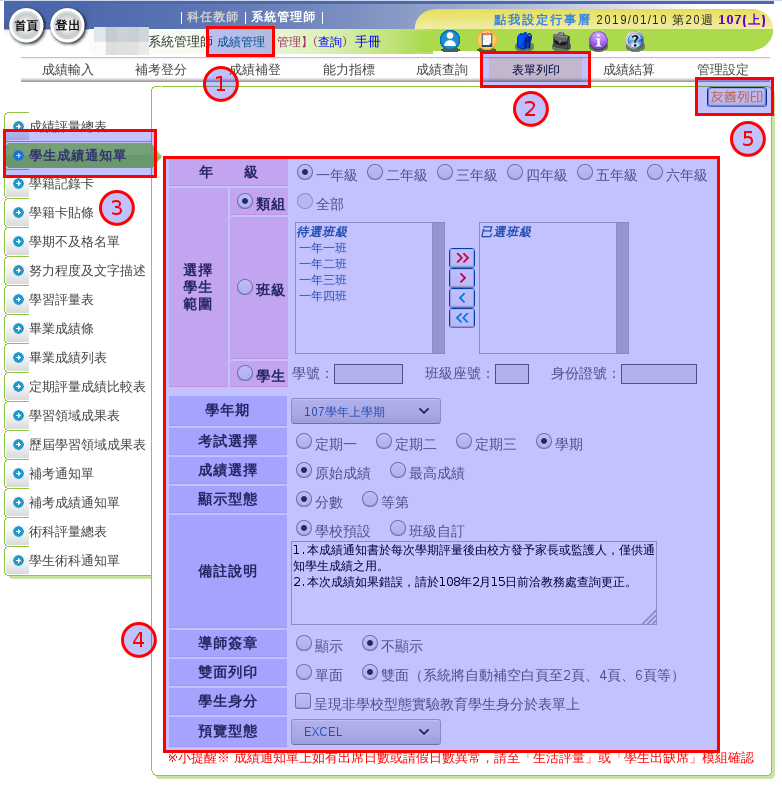 | 科任教師 | 系統管理師 |
點我設定行事曆 2019/01/10 第20週 107(上)
首頁 登出
系統管理師 成績管理 管理】(查詢) 手冊
成績輸入 補考登分 成績補登 能力指標 成績查詢 表單列印 成績結算 管理設定
1
2
友善列印
5
成績評量總表
學生成績通知單
學籍記錄卡
3
學籍卡貼條
學期不及格名單
努力程度及文字描述
學習評量表
畢業成績條
畢業成績列表
定期評量成績比較表
學習領域成果表
歷屆學習領域成果表
補考通知單
補考成績通知單
術科評量總表
學生術科通知單
4
年 級 一年級 二年級 三年級 四年級 五年級 六年級
選擇學生範圍
類組 全部
班級
待選班級
一年一班
一年二班
一年三班
一年四班
已選班級
學生 學號： 班級座號： 身份證號：
學年期 107學年上學期
考試選擇 定期一 定期二 定期三 學期
成績選擇 原始成績 最高成績
顯示型態 分數 等第
備註說明 學校預設 班級自訂
1.本成績通知書於每次學期評量後由校方發予家長或監護人，僅供通
知學生成績之用。
2.本次成績如果錯誤，請於108年2月15日前洽教務處查詢更正。
導師簽章 顯示 不顯示
雙面列印 單面 雙面（系統將自動補空白頁至2頁、4頁、6頁等）
學生身分 呈現非學校型態實驗教育學生身分於表單上
預覽型態 EXCEL
※小提醒※ 成績通知單上如有出席日數或請假日數異常，請至「生活評量」或「學生出缺席」模組確認